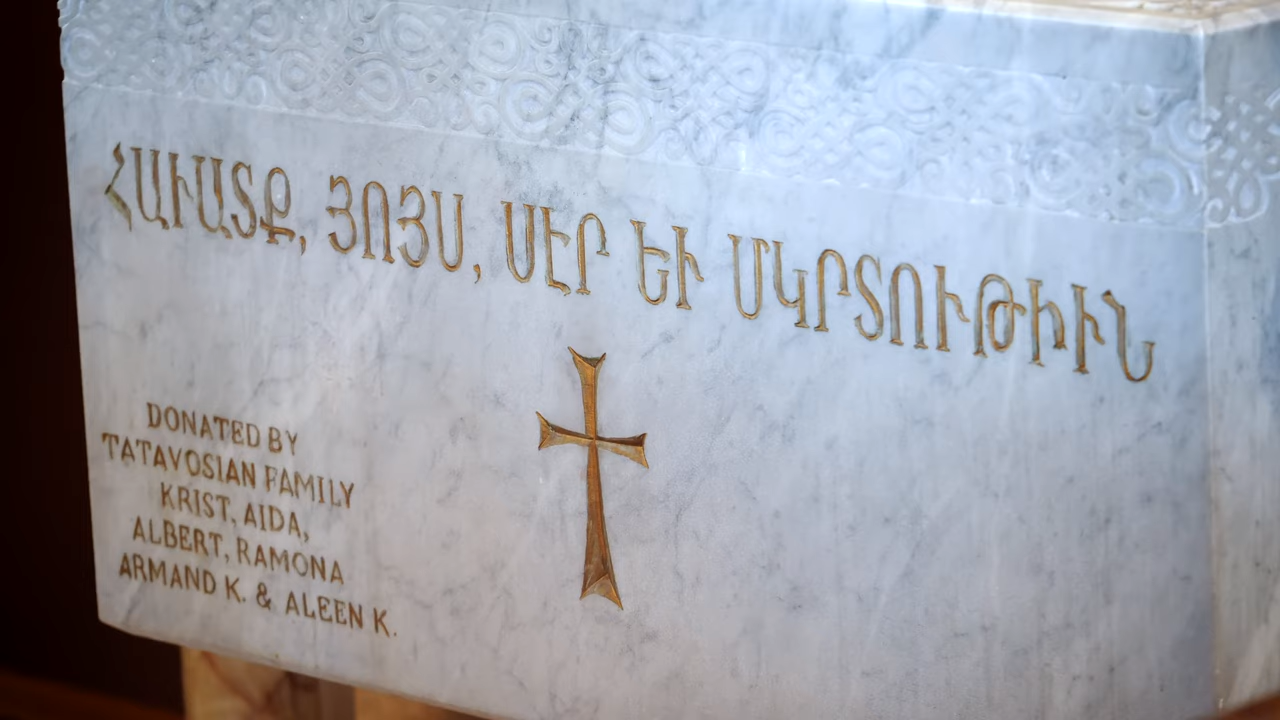 ՀԱՒԱՏՔ, ՅՈՅՍ, ՍԷՐ ԵՒ ՄԿՐՏՈՒԹԻՒՆ
DONATED BY
TATAVOSIAN FAMILY
KRIST, AIDA,
ALBERT, RAMONA
ARMAND K. & ALEEN K.